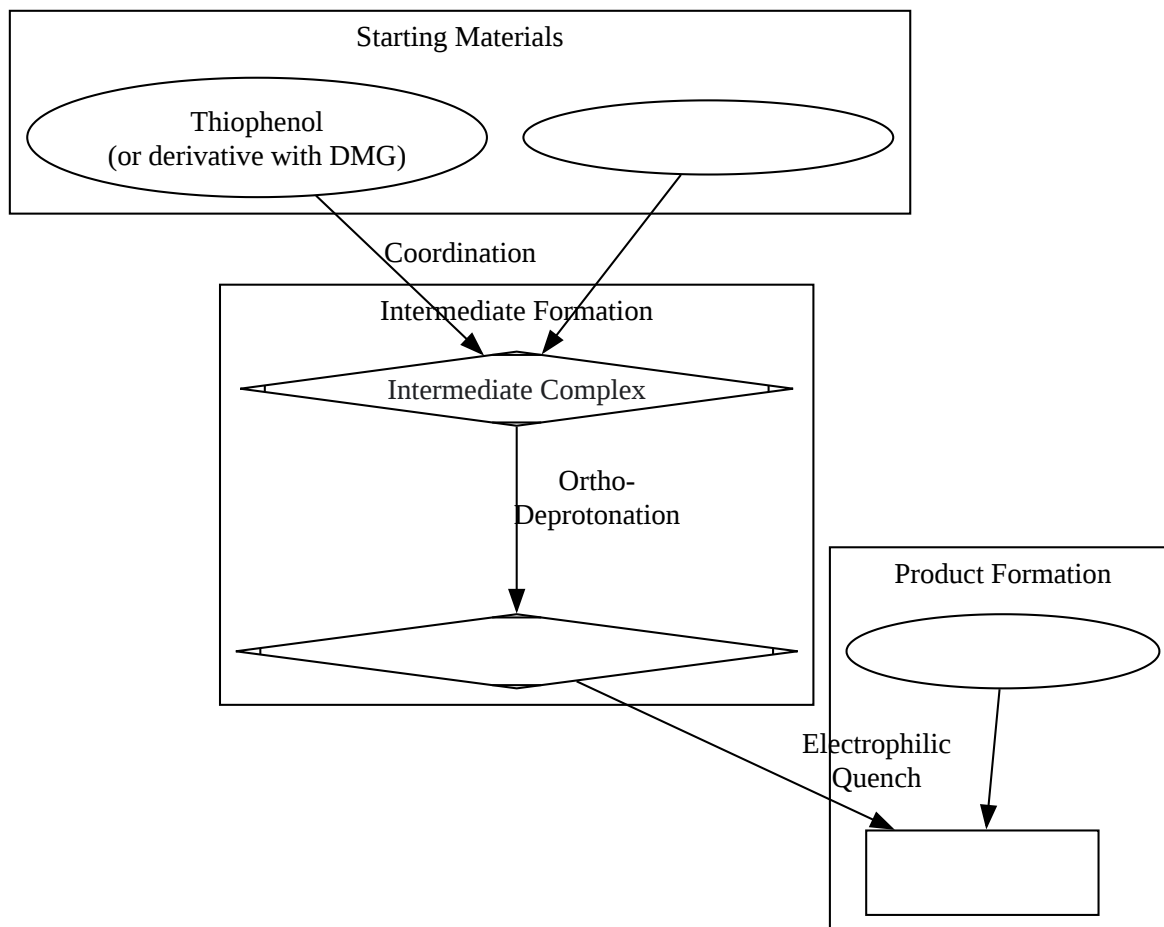 Starting Materials
Thiophenol
(or derivative with DMG)
Coordination
Intermediate Formation
Intermediate Complex
Ortho-
Deprotonation
Product Formation
Electrophilic
Quench